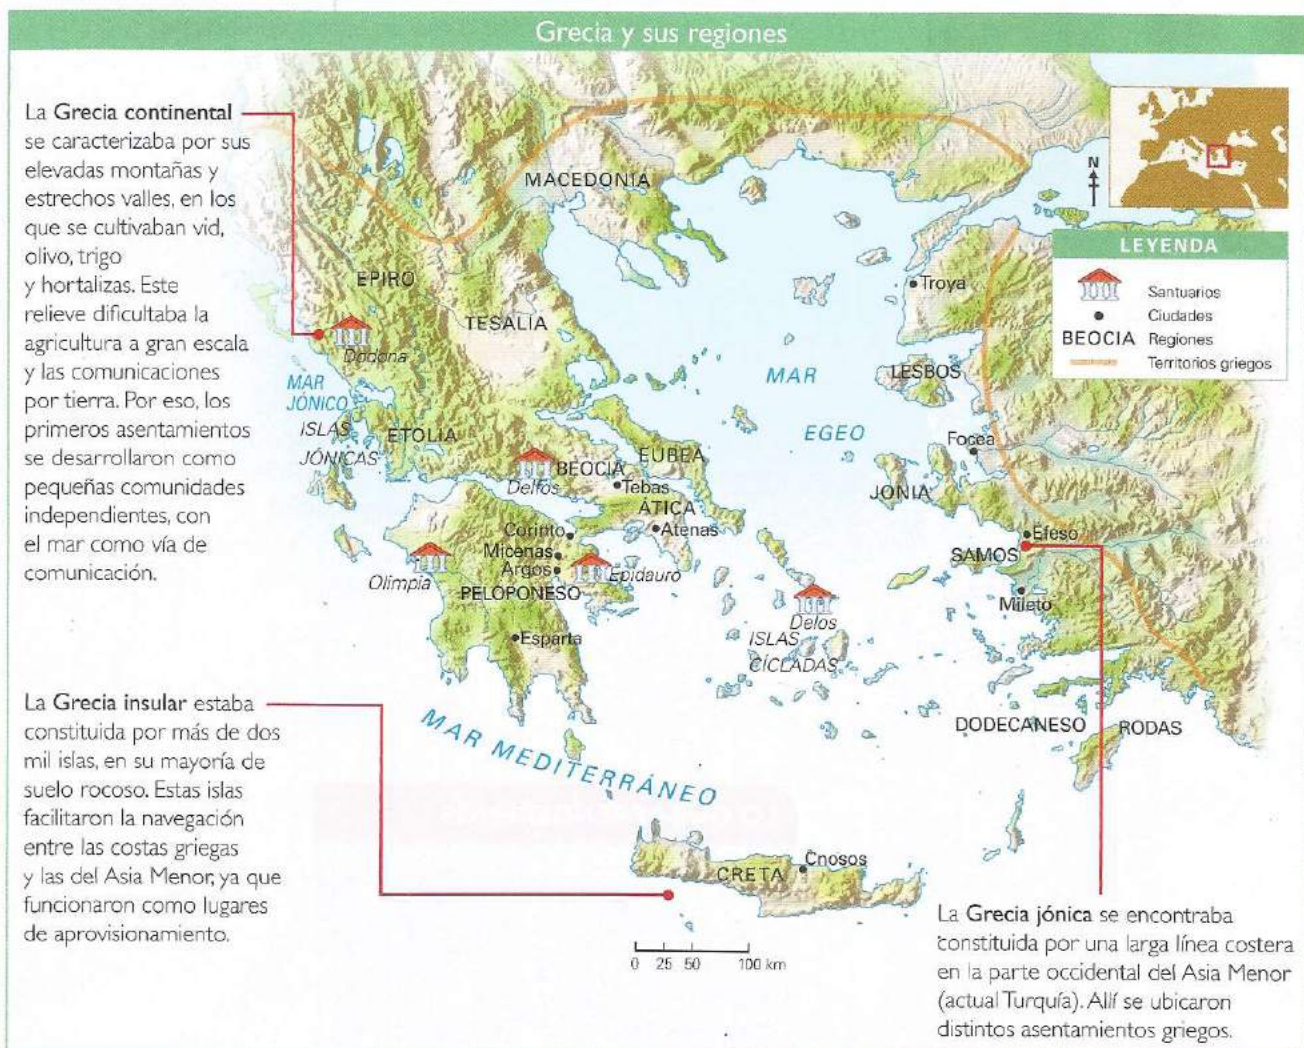 Grecia y sus regiones
La Grecia continental
se caracterizaba por sus
elevadas montañas y
estrechos valles, en los
que se cultivaban vid,
olivo, trigo
y hortalizas. Este
relieve dificultaba la
agricultura a gran escala
y las comunicaciones
por tierra. Por eso, los
primeros asentamientos
se desarrollaron como
pequeñas comunidades
independientes, con
el mar como vía de
comunicación.
La Grecia insular estaba
constituida por más de dos
mil islas, en su mayoría de
suelo rocoso. Estas islas
facilitaron la navegación
entre las costas griegas
y las del Asia Menor, ya que
funcionaron como lugares
de aprovisionamiento.
MACEDONIA
EPIRO
TESALIA
Dodona
MAR
JÓNICO
ISLAS
JÓNICAS
ETOLIA
Delfos
BEOCIA
Tebas
EUBEA
ÁTICA
Atenas
Corinto
Micenas
Argos
Epidauro
Olimpia
PELOPONESO
Esparta
MAR
EGEO
Troya
LESBOS
Focea
JONIA
Efeso
SAMOS
Mileto
Delos
ISLAS
CÍCLADAS
DODECANESO
RODAS
MAR MEDITERRÁNEO
Cnosos
CRETA
0 25 50 100 km
N
LEYENDA
Santuarios
Ciudades
BEOCIA Regiones
Territorios griegos
La Grecia jónica se encontraba
constituida por una larga línea costera
en la parte occidental del Asia Menor
(actual Turquía). Allí se ubicaron
distintos asentamientos griegos.